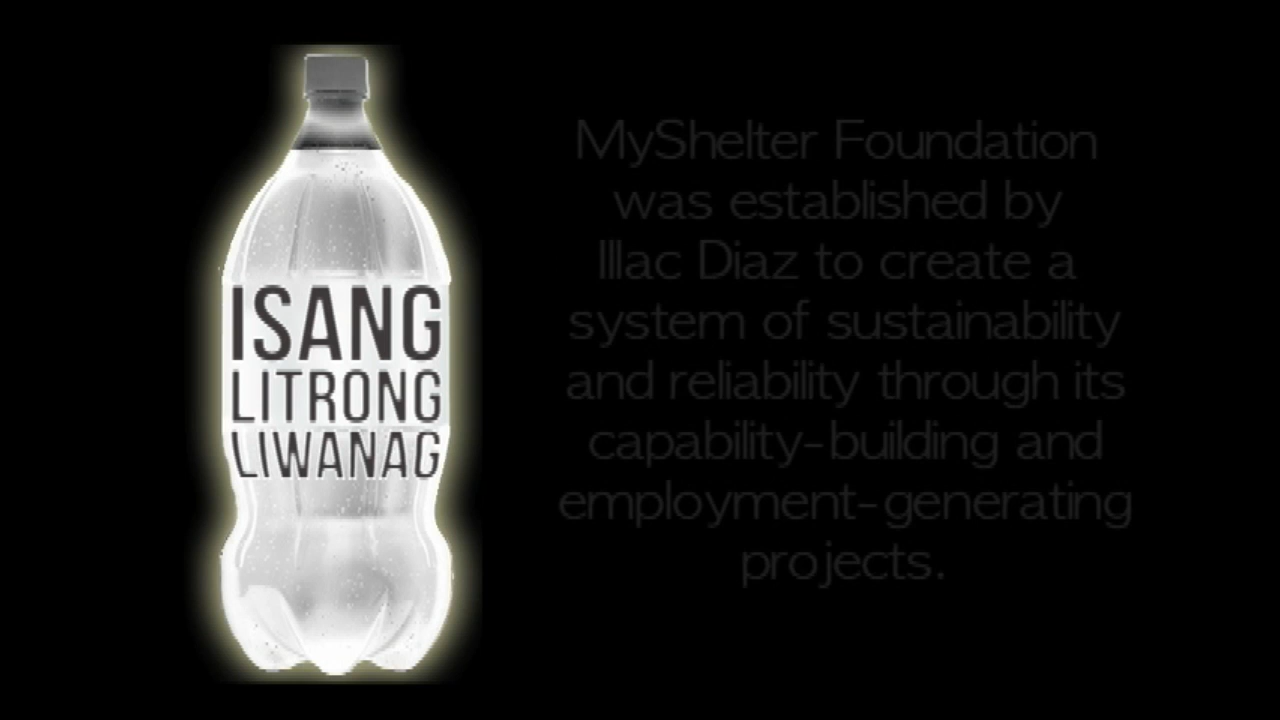 ISANG
LITRONG
LIWANAG
MyShelter Foundation
was established by
Illac Diaz to create a
system of sustainability
and reliability through its
capability-building and
employment-generating
projects.